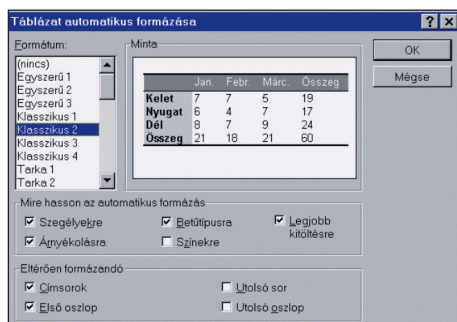 Táblázat automatikus formázása
Formátum:
(nincs)
Egyszerű 1
Egyszerű 2
Egyszerű 3
Klasszikus 1
Klasszikus 2
Klasszikus 3
Klasszikus 4
Tarka 1
Tarka 2
Minta
Jan. Febr. Márc. Összeg
Kelet 7 7 5 19
Nyugat 6 4 7 17
Dél 8 7 9 24
Összeg 21 18 21 60
OK
Mégse
Mire hasson az automatikus formázás
Szegélyekre
Betűtípusra
Legjobb kitöltésre
Árnyékolásra
Színekre
Eltérően formázandó
Címsorok
Utolsó sor
Első oszlop
Utolsó oszlop